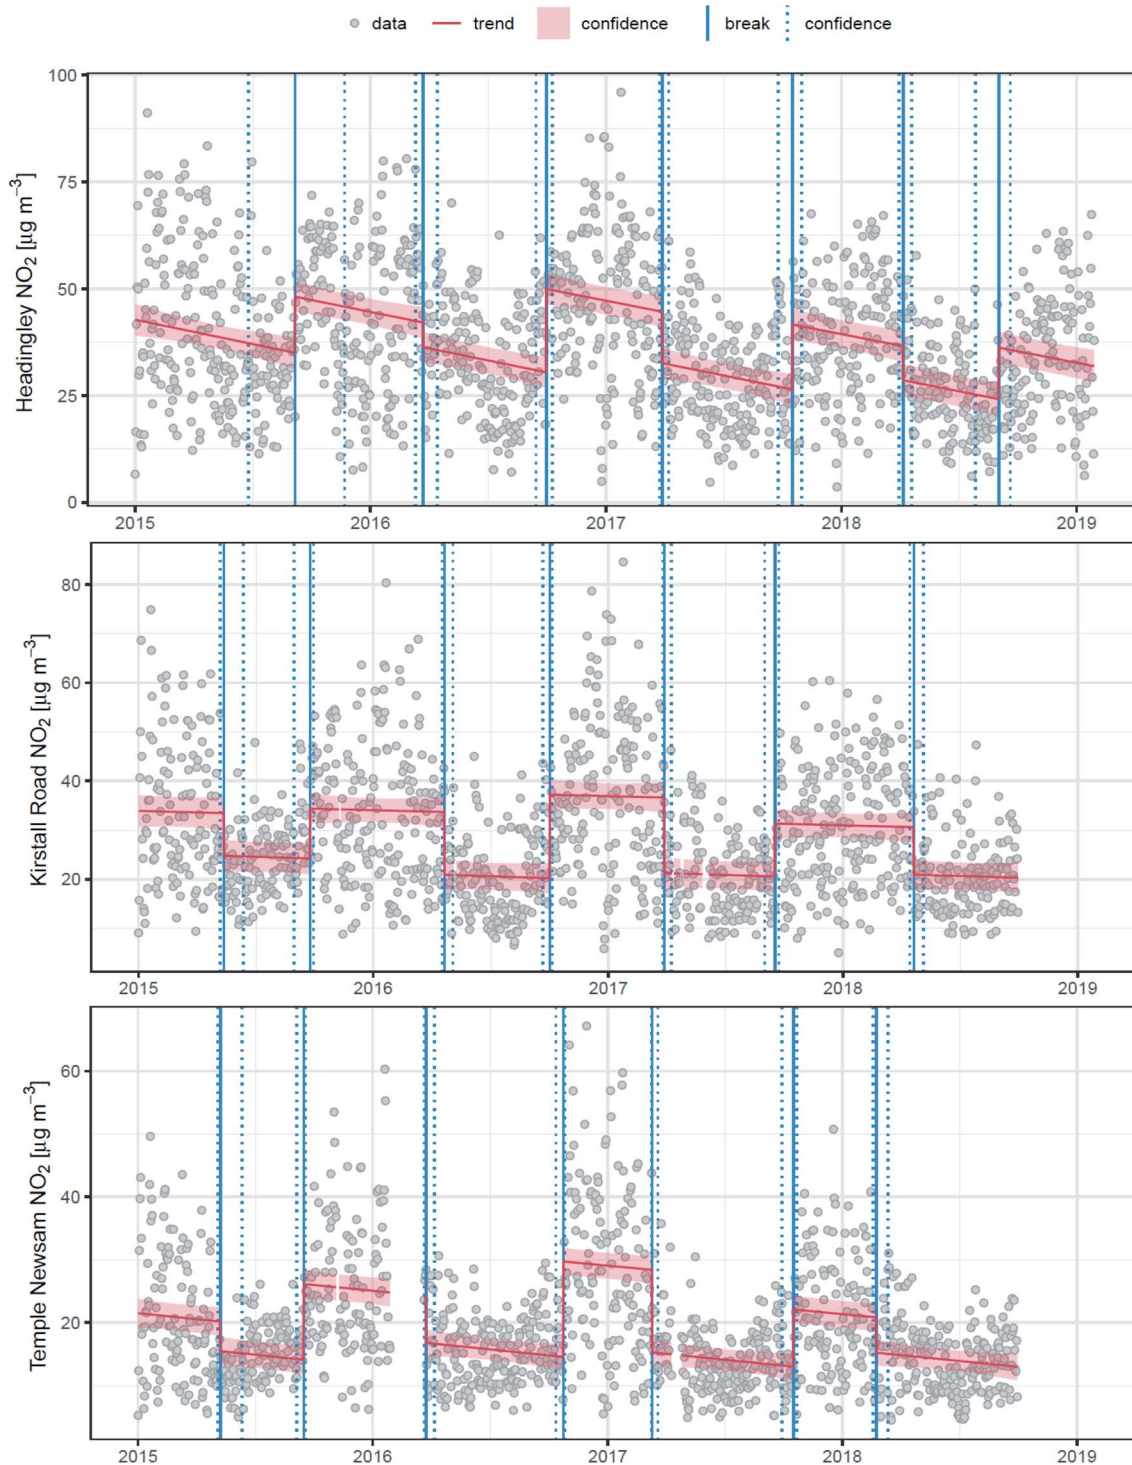 data trend confidence break confidence
Headingley NO₂ [µg m⁻³]
100
75
50
25
0
2015 2016 2017 2018 2019
Kirstall Road NO₂ [µg m⁻³]
80
60
40
20
2015 2016 2017 2018 2019
Temple Newsam NO₂ [µg m⁻³]
60
40
20
2015 2016 2017 2018 2019